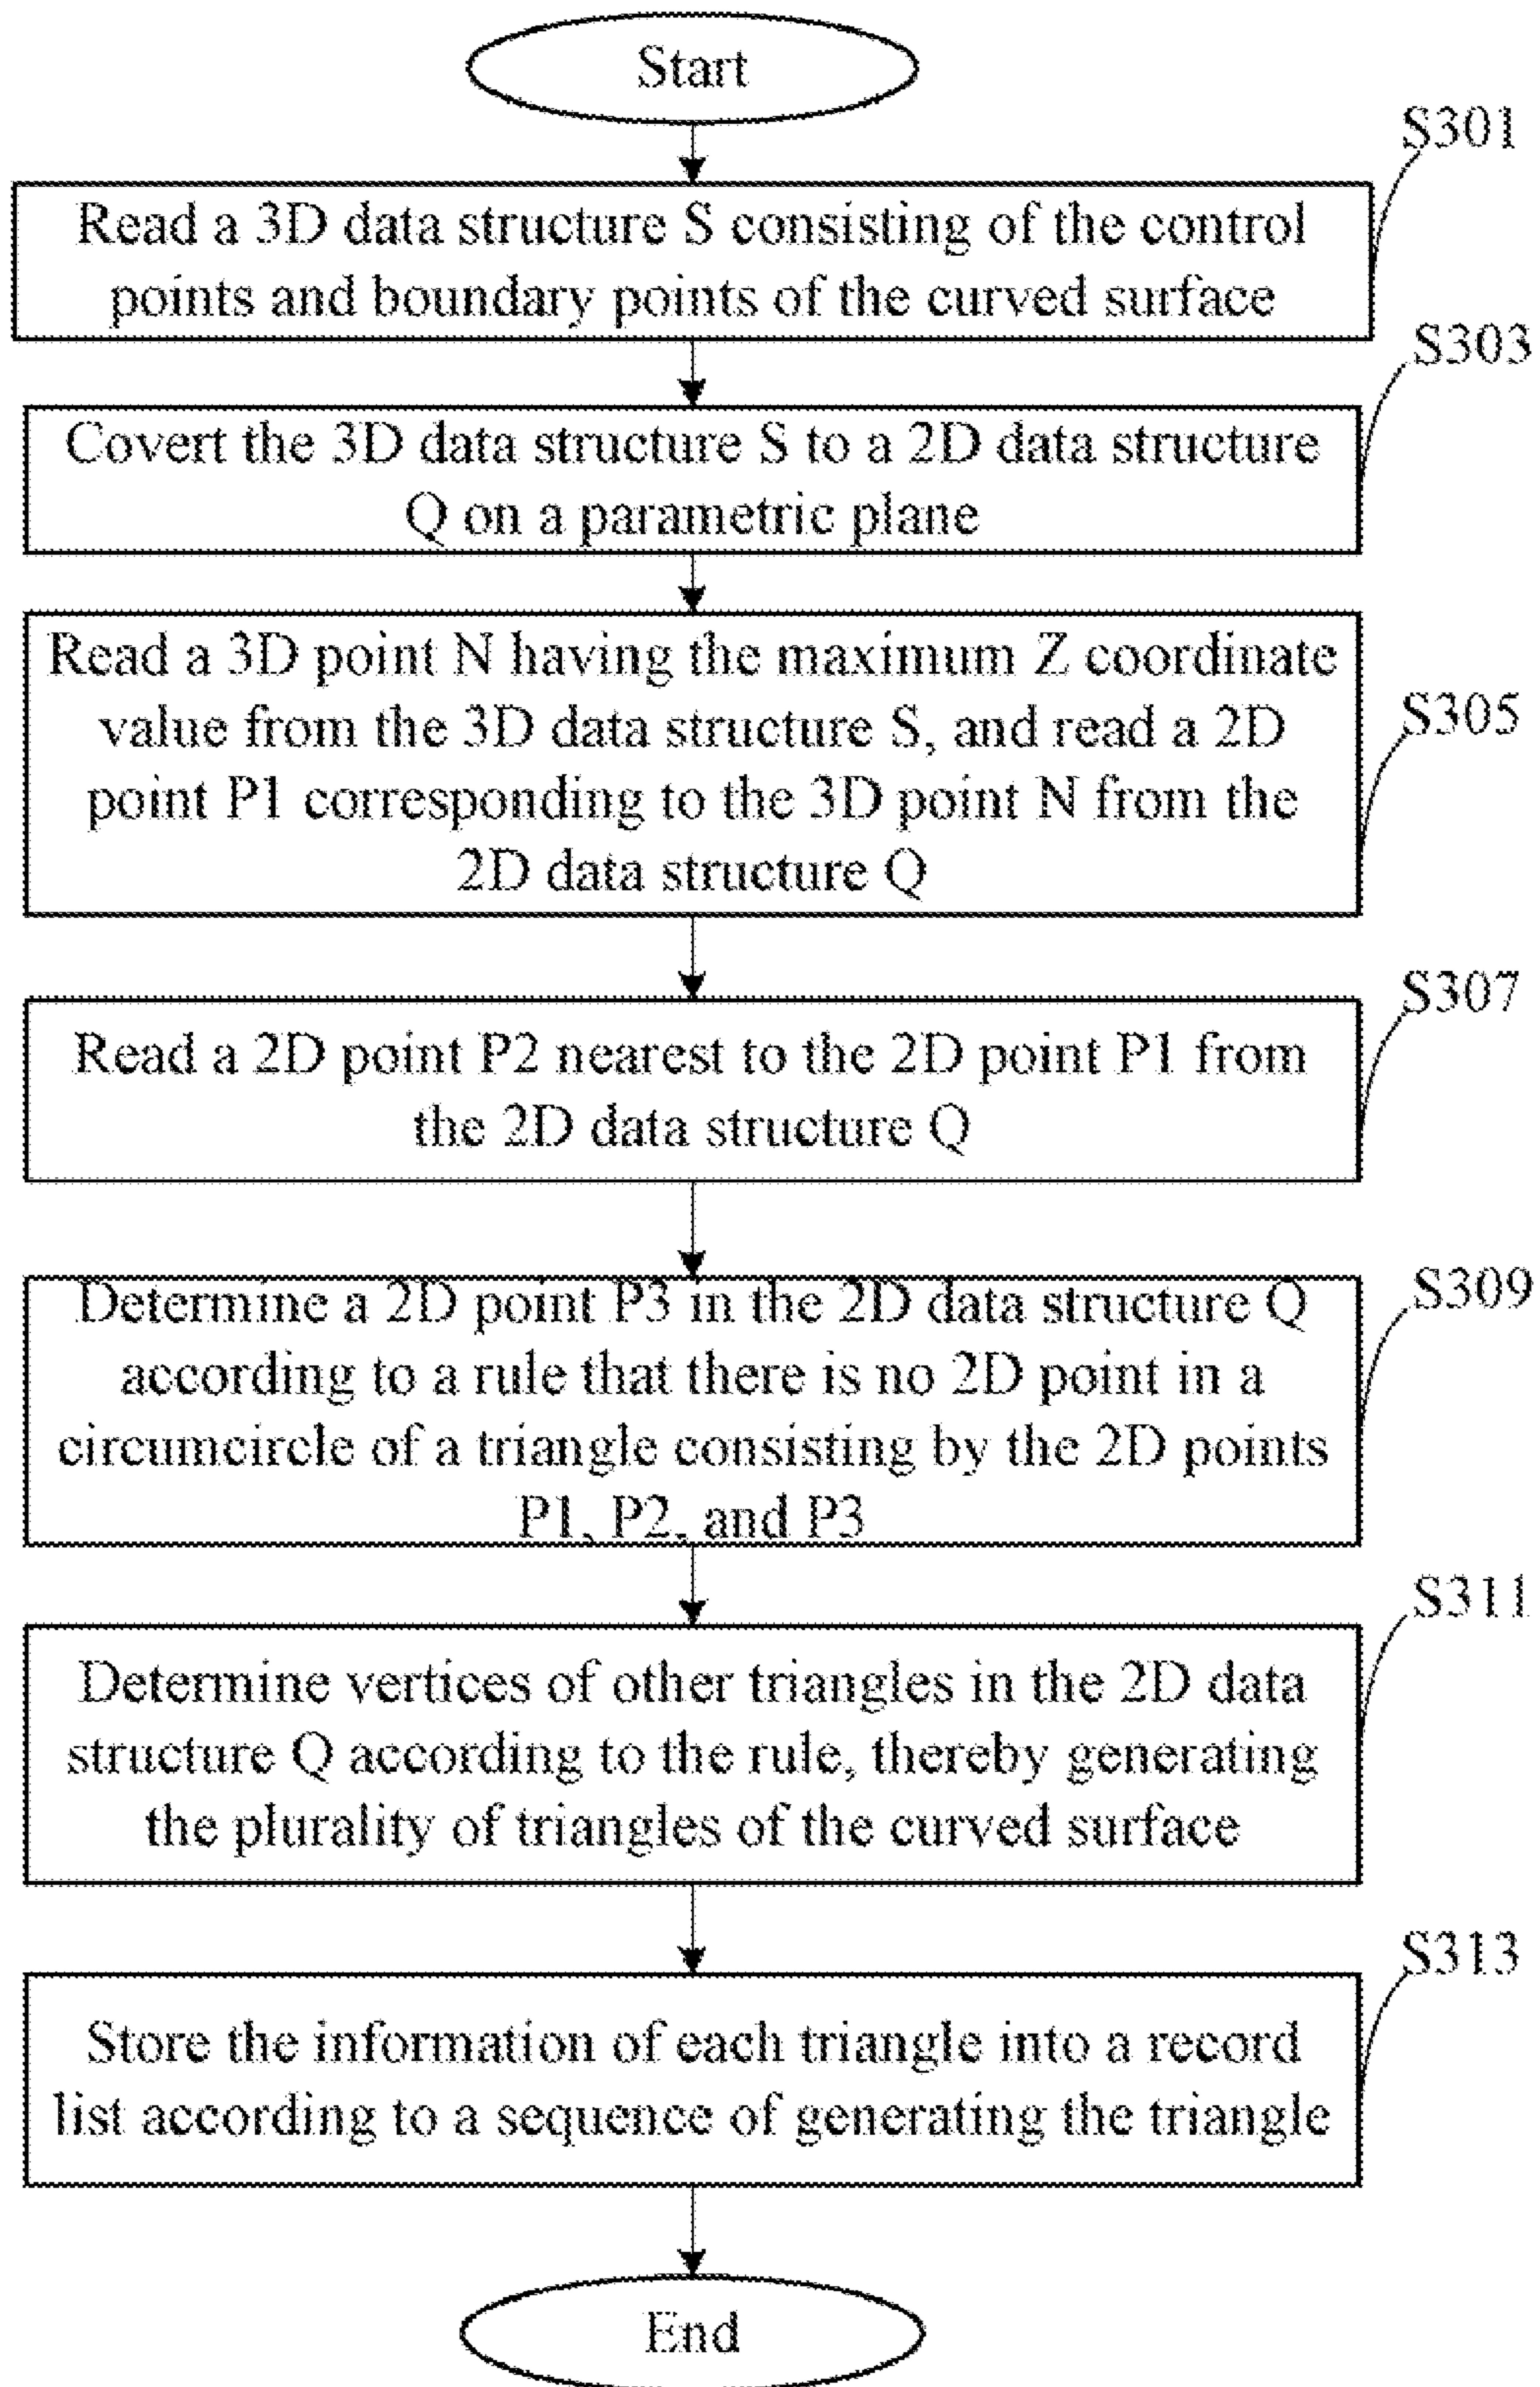 Start
S301
Read a 3D data structure S consisting of the control
points and boundary points of the curved surface
S303
Covert the 3D data structure S to a 2D data structure
Q on a parametric plane
S305
Read a 3D point N having the maximum Z coordinate
value from the 3D data structure S, and read a 2D
point P1 corresponding to the 3D point N from the
2D data structure Q
S307
Read a 2D point P2 nearest to the 2D point P1 from
the 2D data structure Q
S309
Determine a 2D point P3 in the 2D data structure Q
according to a rule that there is no 2D point in a
circumcircle of a triangle consisting by the 2D points
P1, P2, and P3
S311
Determine vertices of other triangles in the 2D data
structure Q according to the rule, thereby generating
the plurality of triangles of the curved surface
S313
Store the information of each triangle into a record
list according to a sequence of generating the triangle
End